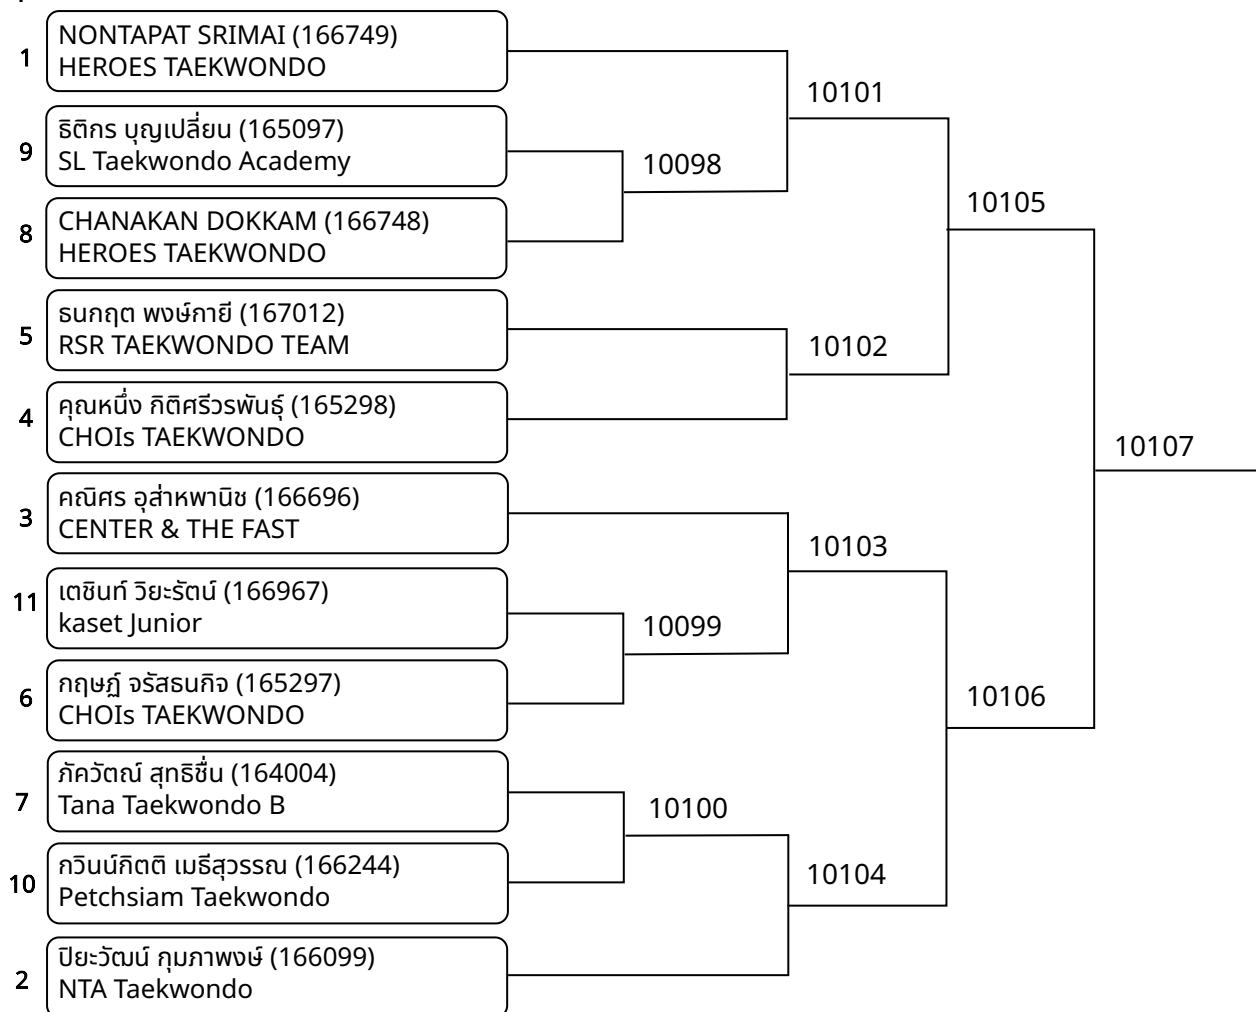 1
NONTAPAT SRIMAI (166749)
HEROES TAEKWONDO
9
ธิติกร บุญเปลี่ยน (165097)
SL Taekwondo Academy
8
CHANAKAN DOKKAM (166748)
HEROES TAEKWONDO
5
ธนกฤต พงษ์กายี (167012)
RSR TAEKWONDO TEAM
4
คุณหนึ่ง กิติศรีวรพันธุ์ (165298)
CHOIs TAEKWONDO
3
คณิศร อุส่าหพานิช (166696)
CENTER & THE FAST
11
เตชินท์ วิยะรัตน์ (166967)
kaset Junior
6
กฤษฏ์ จรัสธนกิจ (165297)
CHOIs TAEKWONDO
7
ภัควัตณ์ สุทธิชื่น (164004)
Tana Taekwondo B
10
กวินน์กิตติ เมธีสุวรรณ (166244)
Petchsiam Taekwondo
2
ปิยะวัฒน์ กุมภาพงษ์ (166099)
NTA Taekwondo
10098
10099
10100
10101
10102
10103
10104
10105
10106
10107